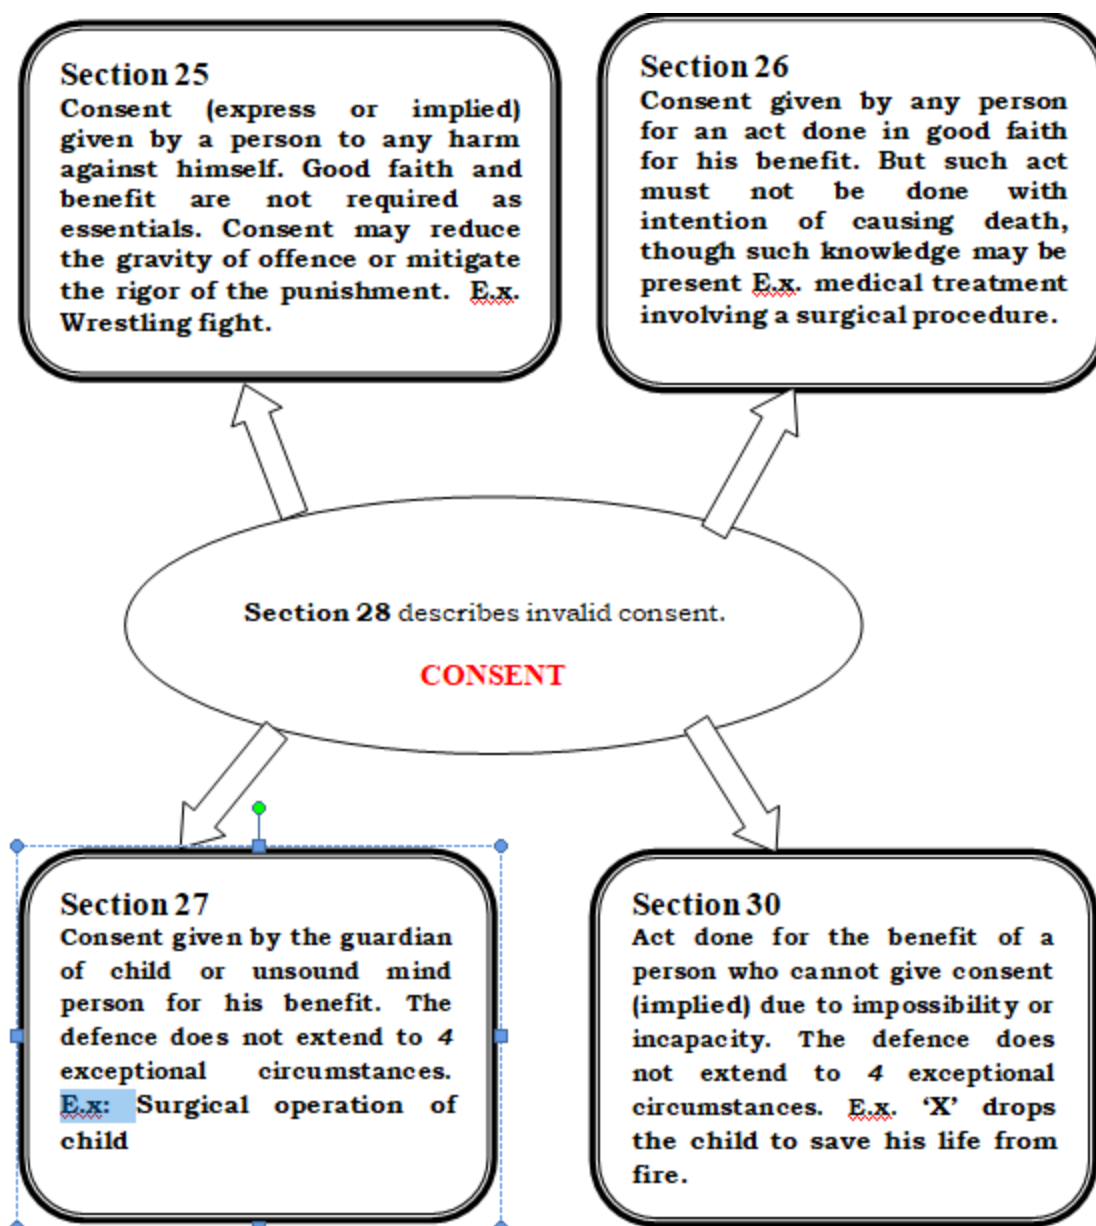 Section 25
Consent (express or implied)
given by a person to any harm
against himself. Good faith and
benefit are not required as
essentials. Consent may reduce
the gravity of offence or mitigate
the rigor of the punishment. E.x.
Wrestling fight.
Section 26
Consent given by any person
for an act done in good faith
for his benefit. But such act
must not be done with
intention of causing death,
though such knowledge may be
present E.x. medical treatment
involving a surgical procedure.
Section 28 describes invalid consent.
CONSENT
Section 27
Consent given by the guardian
of child or unsound mind
person for his benefit. The
defence does not extend to 4
exceptional circumstances.
E.x: Surgical operation of
child
Section 30
Act done for the benefit of a
person who cannot give consent
(implied) due to impossibility or
incapacity. The defence does
not extend to 4 exceptional
circumstances. E.x. ‘X’ drops
the child to save his life from
fire.